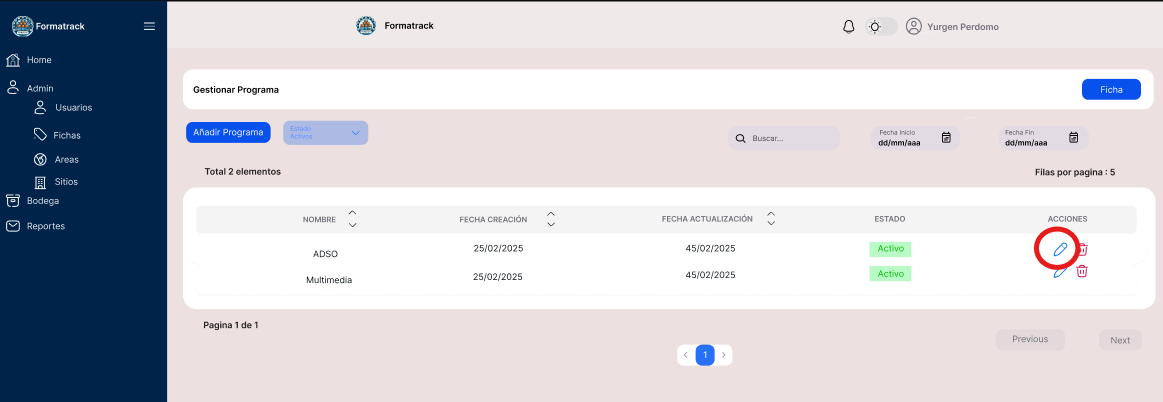 Formatrack
Formatrack
Yurgen Perdomo
Home
Admin
Usuarios
Fichas
Areas
Sitios
Bodega
Reportes
Gestionar Programa
Ficha
Añadir Programa
Estado
Activos
Buscar...
Fecha Inicio
dd/mm/aaa
Fecha Fin
dd/mm/aaa
Total 2 elementos
Filas por pagina : 5
NOMBRE FECHA CREACIÓN FECHA ACTUALIZACIÓN ESTADO ACCIONES
ADSO 25/02/2025 45/02/2025 Activo
Multimedia 25/02/2025 45/02/2025 Activo
Pagina 1 de 1
< 1 >
Previous
Next